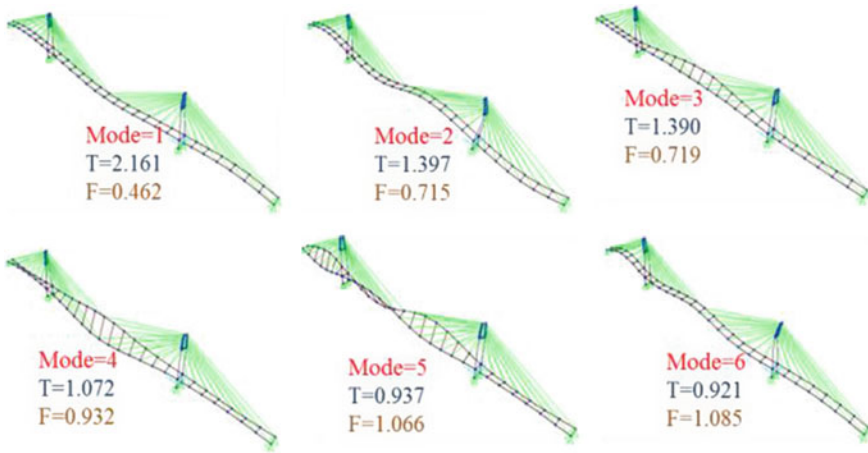 Mode=1
T=2.161
F=0.462
Mode=2
T=1.397
F=0.715
Mode=3
T=1.390
F=0.719
Mode=4
T=1.072
F=0.932
Mode=5
T=0.937
F=1.066
Mode=6
T=0.921
F=1.085